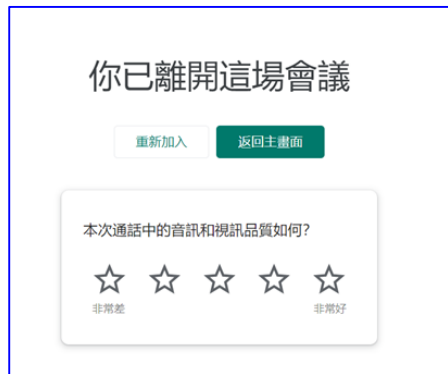 你已離開這場會議
重新加入 返回主畫面
本次通話中的音訊和視訊品質如何?
非常差 非常好